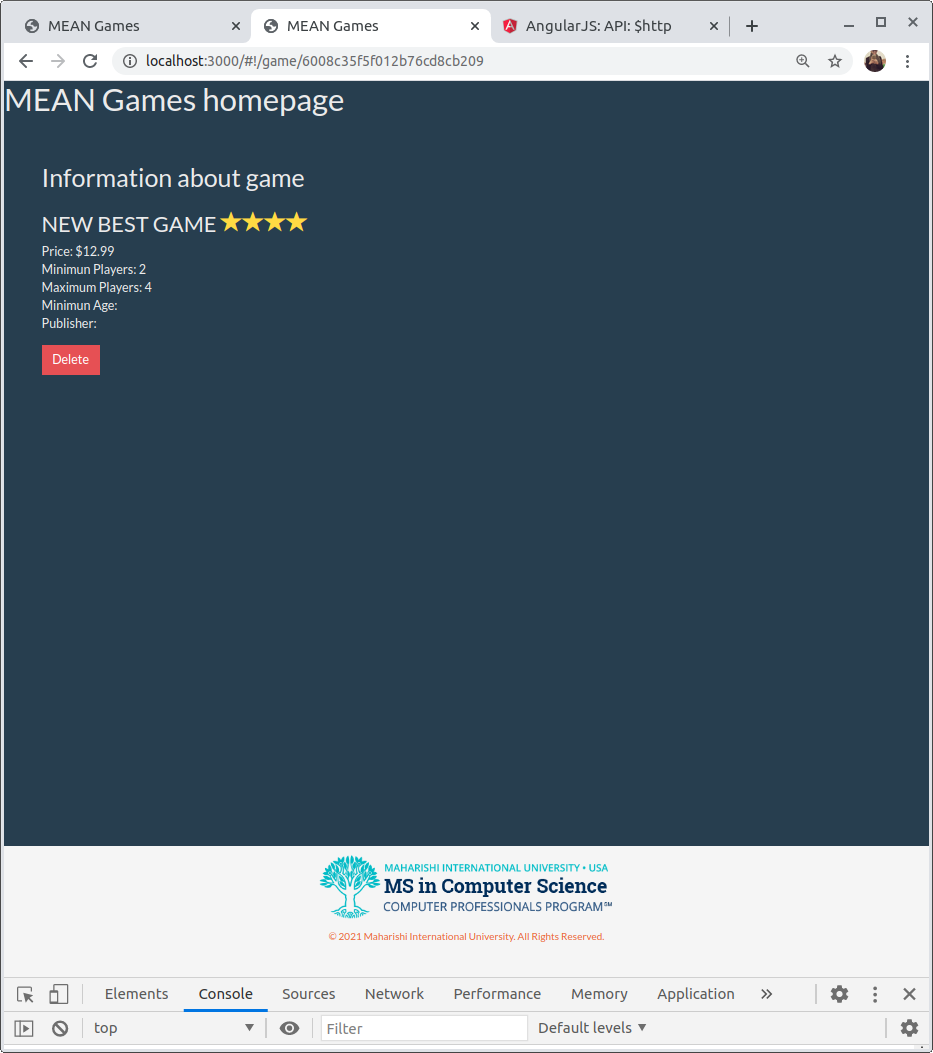 MEAN Games
MEAN Games
AngularJS: API: $http
localhost:3000/#!/game/6008c35f5f012b76cd8cb209
MEAN Games homepage
Information about game
NEW BEST GAME ★★★★
Price: $12.99
Minimun Players: 2
Maximum Players: 4
Minimun Age:
Publisher:
Delete
MAHARISHI INTERNATIONAL UNIVERSITY • USA
MS in Computer Science
COMPUTER PROFESSIONALS PROGRAM℠
© 2021 Maharishi International University. All Rights Reserved.
Elements Console Sources Network Performance Memory Application »
top Filter Default levels ▼